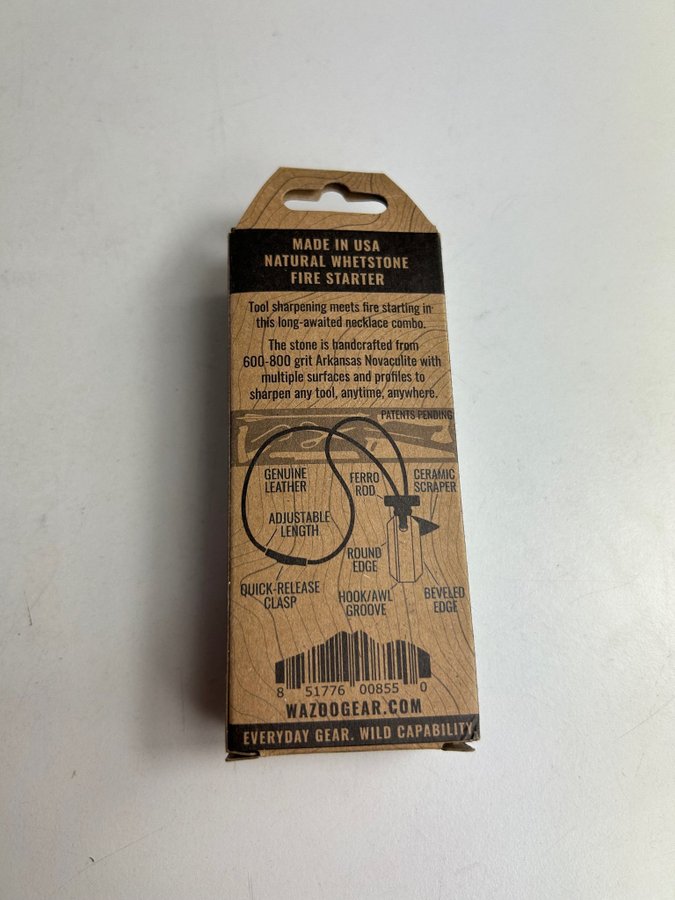 MADE IN USA
NATURAL WHETSTONE
FIRE STARTER
Tool sharpening meets fire starting in
this long-awaited necklace combo.
The stone is handcrafted from
600-800 grit Arkansas Novaculite with
multiple surfaces and profiles to
sharpen any tool, anytime, anywhere.
PATENTS PENDING
GENUINE
LEATHER
FERRO
ROD
CERAMIC
SCRAPER
ADJUSTABLE
LENGTH
ROUND
EDGE
QUICK-RELEASE
CLASP
HOOK/AWL
GROOVE
BEVELED
EDGE
8 51776 00855 0
WAZOOGEAR.COM
EVERYDAY GEAR. WILD CAPABILITY.